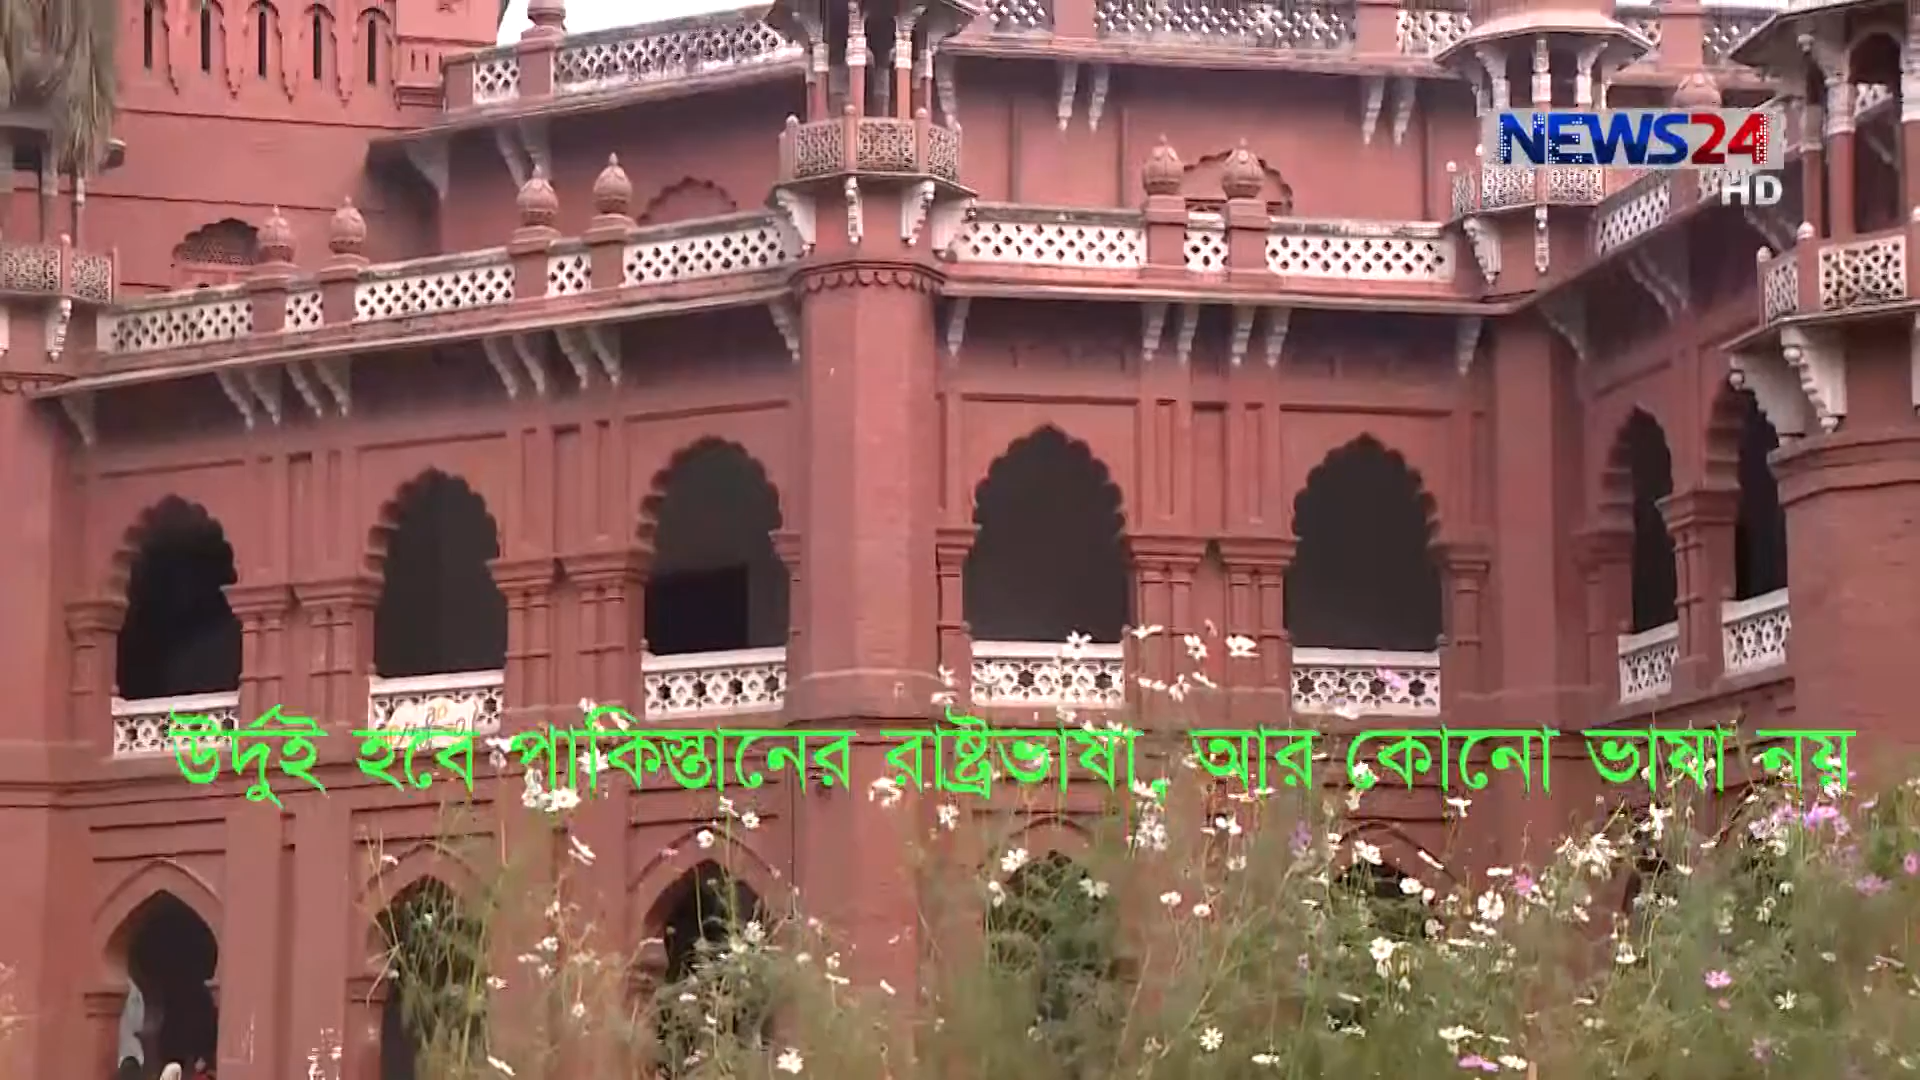 NEWS24
HD
উর্দুই হবে পাকিস্তানের রাষ্ট্রভাষা, আর কোনো ভাষা নয়